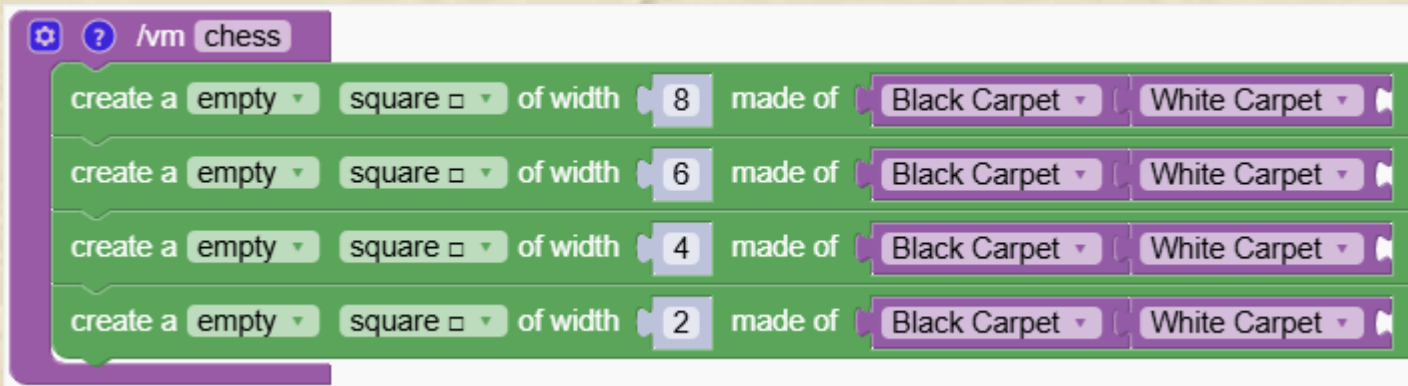 ? /vm chess
create a empty ▾ square □ ▾ of width 8 made of Black Carpet ▾ White Carpet ▾
create a empty ▾ square □ ▾ of width 6 made of Black Carpet ▾ White Carpet ▾
create a empty ▾ square □ ▾ of width 4 made of Black Carpet ▾ White Carpet ▾
create a empty ▾ square □ ▾ of width 2 made of Black Carpet ▾ White Carpet ▾